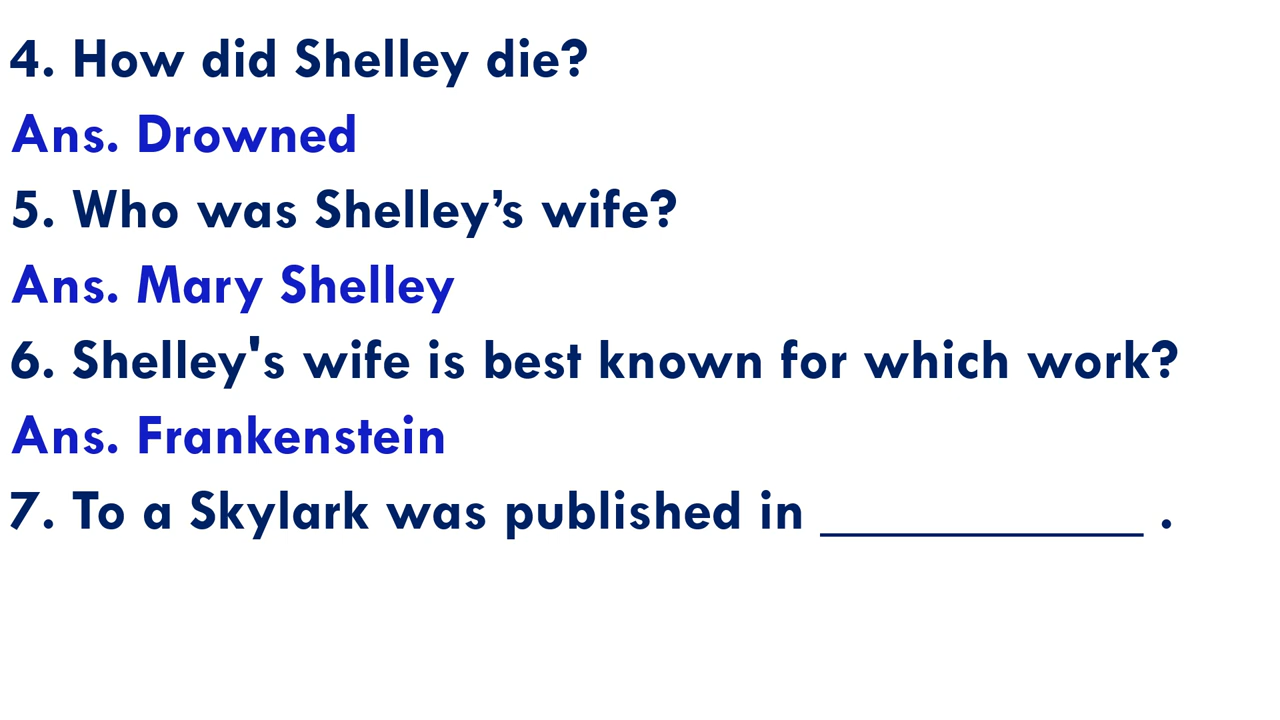 4. How did Shelley die?
Ans. Drowned
5. Who was Shelley’s wife?
Ans. Mary Shelley
6. Shelley's wife is best known for which work?
Ans. Frankenstein
7. To a Skylark was published in ____________ .